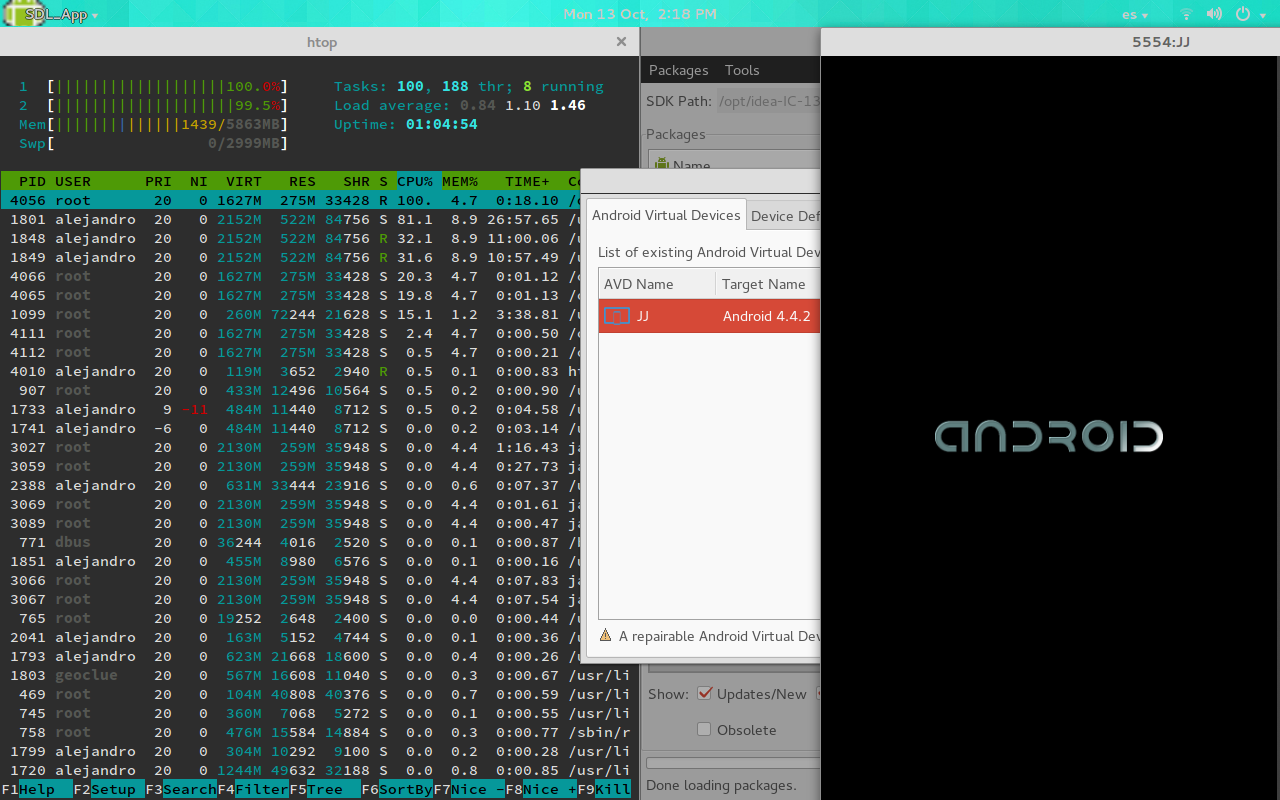 SDL_App
Mon 13 Oct, 2:18 PM
es
htop
1 [||||||||||||||||||||100.0%]
2 [|||||||||||||||||||||99.5%]
Mem[||||||||||||||1439/5863MB]
Swp[ 0/2999MB]
Tasks: 100, 188 thr; 8 running
Load average: 0.84 1.10 1.46
Uptime: 01:04:54
PID USER PRI NI VIRT RES SHR S CPU% MEM% TIME+ Co
4056 root 20 0 1627M 275M 33428 R 100. 4.7 0:18.10 /o
1801 alejandro 20 0 2152M 522M 84756 S 81.1 8.9 26:57.65 /u
1848 alejandro 20 0 2152M 522M 84756 R 32.1 8.9 11:00.06 /u
1849 alejandro 20 0 2152M 522M 84756 R 31.6 8.9 10:57.49 /u
4066 root 20 0 1627M 275M 33428 S 20.3 4.7 0:01.12 /o
4065 root 20 0 1627M 275M 33428 S 19.8 4.7 0:01.13 /o
1099 root 20 0 260M 72244 21628 S 15.1 1.2 3:38.81 /u
4111 root 20 0 1627M 275M 33428 S 2.4 4.7 0:00.50 /o
4112 root 20 0 1627M 275M 33428 S 0.5 4.7 0:00.21 /o
4010 alejandro 20 0 119M 3652 2940 R 0.5 0.1 0:00.83 ht
907 root 20 0 433M 12496 10564 S 0.5 0.2 0:00.90 /u
1733 alejandro 9 -11 484M 11440 8712 S 0.5 0.2 0:04.58 /u
1741 alejandro -6 0 484M 11440 8712 S 0.0 0.2 0:03.14 /u
3027 root 20 0 2130M 259M 35948 S 0.0 4.4 1:16.43 ja
3059 root 20 0 2130M 259M 35948 S 0.0 4.4 0:27.73 ja
2388 alejandro 20 0 631M 33444 23916 S 0.0 0.6 0:07.37 /u
3069 root 20 0 2130M 259M 35948 S 0.0 4.4 0:01.61 ja
3089 root 20 0 2130M 259M 35948 S 0.0 4.4 0:00.47 ja
771 dbus 20 0 36244 4016 2520 S 0.0 0.1 0:00.87 /b
1851 alejandro 20 0 455M 8980 6576 S 0.0 0.1 0:00.16 /u
3066 root 20 0 2130M 259M 35948 S 0.0 4.4 0:07.83 ja
3067 root 20 0 2130M 259M 35948 S 0.0 4.4 0:07.54 ja
765 root 20 0 19252 2648 2400 S 0.0 0.0 0:00.44 /u
2041 alejandro 20 0 163M 5152 4744 S 0.0 0.1 0:00.36 /u
1793 alejandro 20 0 623M 21668 18600 S 0.0 0.4 0:00.26 /u
1803 geoclue 20 0 567M 16608 11040 S 0.0 0.3 0:00.67 /usr/li
469 root 20 0 104M 40808 40376 S 0.0 0.7 0:00.59 /usr/li
745 root 20 0 360M 7068 5272 S 0.0 0.1 0:00.55 /usr/li
758 root 20 0 476M 15584 14884 S 0.0 0.3 0:00.77 /sbin/r
1799 alejandro 20 0 304M 10292 9100 S 0.0 0.2 0:00.28 /usr/li
1720 alejandro 20 0 1244M 49632 32188 S 0.0 0.8 0:00.85 /usr/li
F1Help F2Setup F3SearchF4FilterF5Tree F6SortByF7Nice -F8Nice +F9Kill
Packages Tools
SDK Path: /opt/idea-IC-13
Packages
Name
Android Virtual Devices
Device Def
List of existing Android Virtual Dev
AVD Name Target Name
JJ Android 4.4.2
A repairable Android Virtual Dev
Show: Updates/New
Obsolete
Done loading packages.
5554:JJ
ANDROID